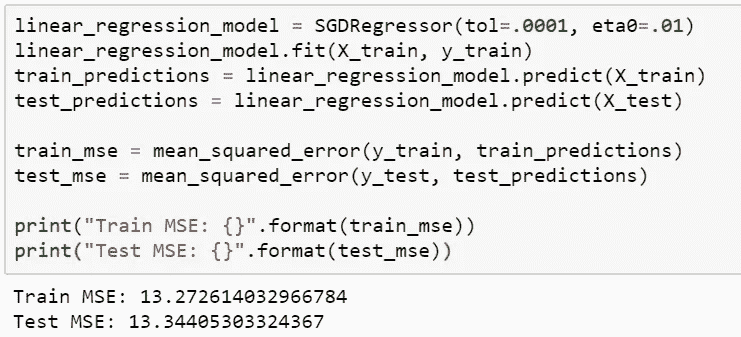 linear_regression_model = SGDRegressor(tol=.0001, eta0=.01)
linear_regression_model.fit(X_train, y_train)
train_predictions = linear_regression_model.predict(X_train)
test_predictions = linear_regression_model.predict(X_test)
train_mse = mean_squared_error(y_train, train_predictions)
test_mse = mean_squared_error(y_test, test_predictions)
print("Train MSE: {}".format(train_mse))
print("Test MSE: {}".format(test_mse))
Train MSE: 13.272614032966784
Test MSE: 13.34405303324367